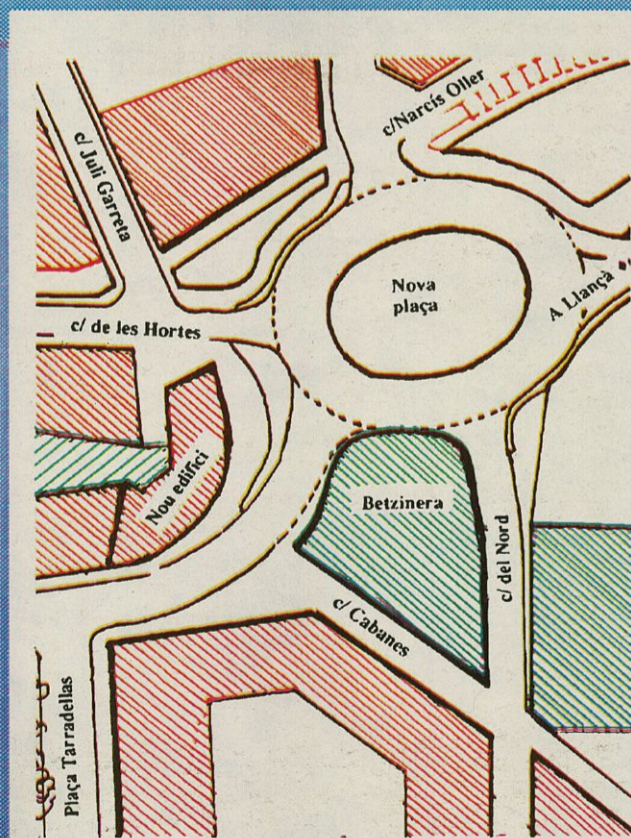 c/Narcís Oller
c/ Juli Garreta
Nova
plaça
A Llançà
c/ de les Hortes
Nou edifici
Betzinera
c/ del Nord
c/ Cabanes
Plaça Tarradellas